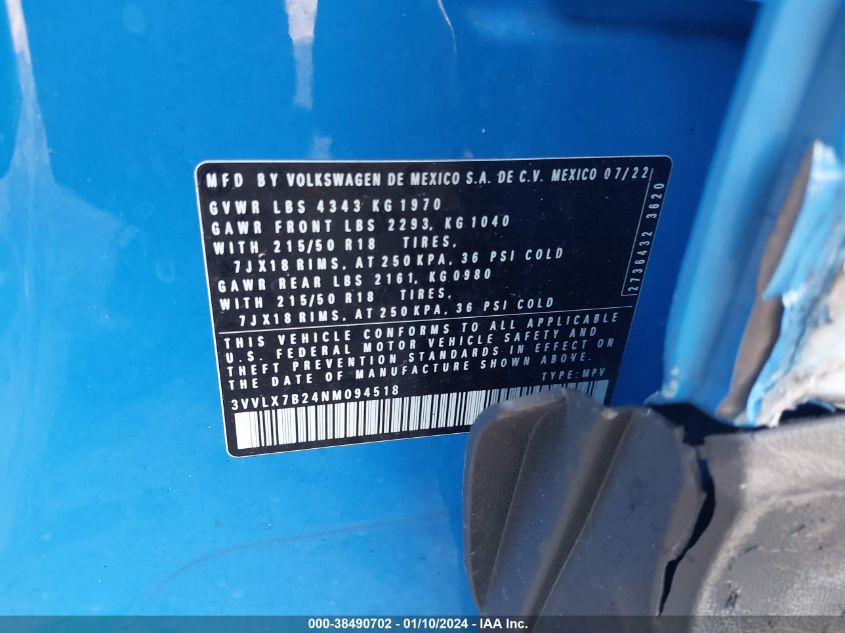 MFD BY VOLKSWAGEN DE MEXICO S.A. DE C.V. MEXICO 07/22
GVWR LBS 4343 KG 1970
GAWR FRONT LBS 2293, KG 1040
WITH 215/50 R18 TIRES,
7JX18 RIMS, AT 250 KPA, 36 PSI COLD
GAWR REAR LBS 2161, KG 0980
WITH 215/50 R18 TIRES,
7JX18 RIMS, AT 250 KPA, 36 PSI COLD
2736432 3620
THIS VEHICLE CONFORMS TO ALL APPLICABLE
U.S. FEDERAL MOTOR VEHICLE SAFETY AND
THEFT PREVENTION STANDARDS IN EFFECT ON
THE DATE OF MANUFACTURE SHOWN ABOVE.
3VVLX7B24NM094518 TYPE: MPV
000-38490702 - 01/10/2024 - IAA Inc.